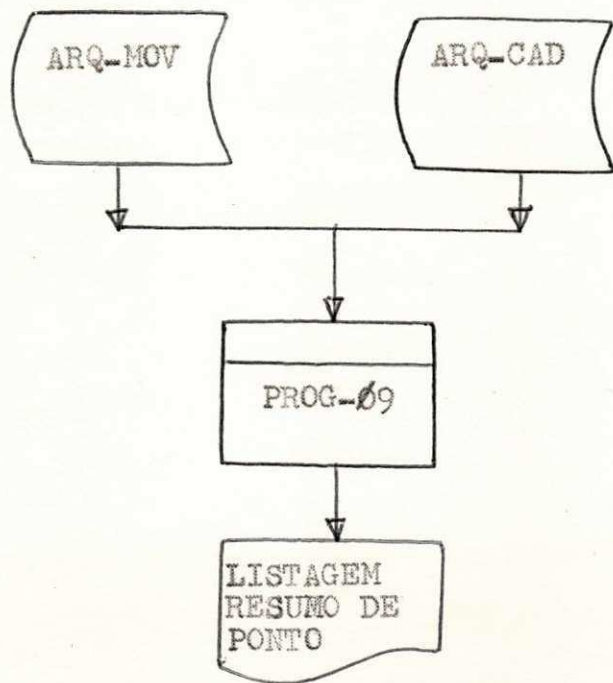 ARQ-MOV
ARQ-CAD
PROG-Ø9
LISTAGEM
RESUMO DE
PONTO